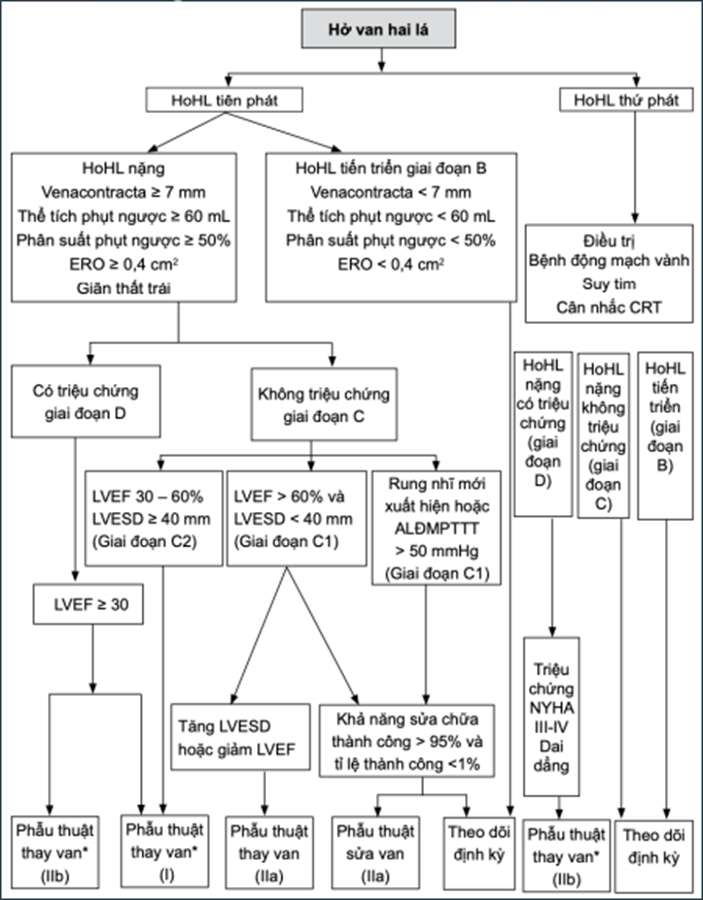 Hở van hai lá
HoHL tiên phát
HoHL thứ phát
HoHL nặng
Venacontracta ≥ 7 mm
Thể tích phụt ngược ≥ 60 mL
Phân suất phụt ngược ≥ 50%
ERO ≥ 0,4 cm²
Giãn thất trái
HoHL tiến triển giai đoạn B
Venacontracta < 7 mm
Thể tích phụt ngược < 60 mL
Phân suất phụt ngược < 50%
ERO < 0,4 cm²
Điều trị
Bệnh động mạch vành
Suy tim
Cân nhắc CRT
Có triệu chứng
giai đoạn D
Không triệu chứng
giai đoạn C
HoHL
nặng
có triệu
chứng
(giai
đoạn
D)
HoHL
nặng
không
triệu
chứng
(giai
đoạn
C)
HoHL
tiến
triển
(giai
đoạn
B)
LVEF 30 – 60%
LVESD ≥ 40 mm
(Giai đoạn C2)
LVEF > 60% và
LVESD < 40 mm
(Giai đoạn C1)
Rung nhĩ mới
xuất hiện hoặc
ALĐMPTTT
> 50 mmHg
(Giai đoạn C1)
LVEF ≥ 30
Tăng LVESD
hoặc giảm LVEF
Khả năng sửa chữa
thành công > 95% và
tỉ lệ thành công <1%
Triệu
chứng
NYHA
III-IV
Dai
dẳng
Phẫu thuật
thay van*
(IIb)
Phẫu thuật
thay van*
(I)
Phẫu thuật
thay van
(IIa)
Phẫu thuật
sửa van
(IIa)
Theo dõi
định kỳ
Phẫu thuật
thay van*
(IIb)
Theo dõi
định kỳ